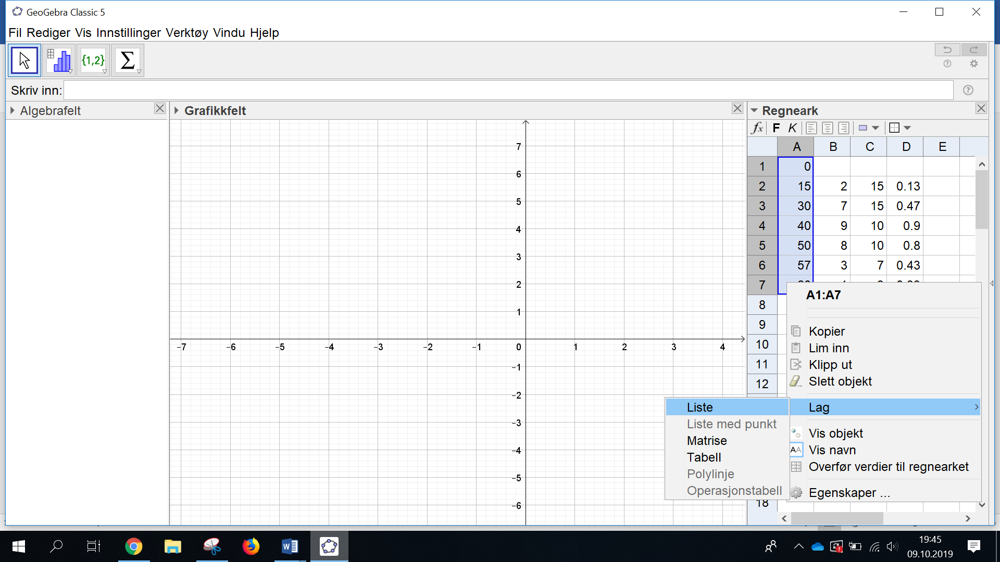 GeoGebra Classic 5
Fil Rediger Vis Innstillinger Verktøy Vindu Hjelp
{1,2} Σ
Skriv inn:
Algebrafelt
Grafikkfelt
7
6
5
4
3
2
1
–7 –6 –5 –4 –3 –2 –1 0 1 2 3 4
–1
–2
–3
–4
–5
–6
Regneark
fx F K
A B C D E
1 0
2 15 2 15 0.13
3 30 7 15 0.47
4 40 9 10 0.9
5 50 8 10 0.8
6 57 3 7 0.43
7
8
9
10
11
12
18
A1:A7
Kopier
Lim inn
Klipp ut
Slett objekt
Lag
Vis objekt
AA Vis navn
Overfør verdier til regnearket
Egenskaper ...
Liste
Liste med punkt
Matrise
Tabell
Polylinje
Operasjonstabell
19:45
09.10.2019